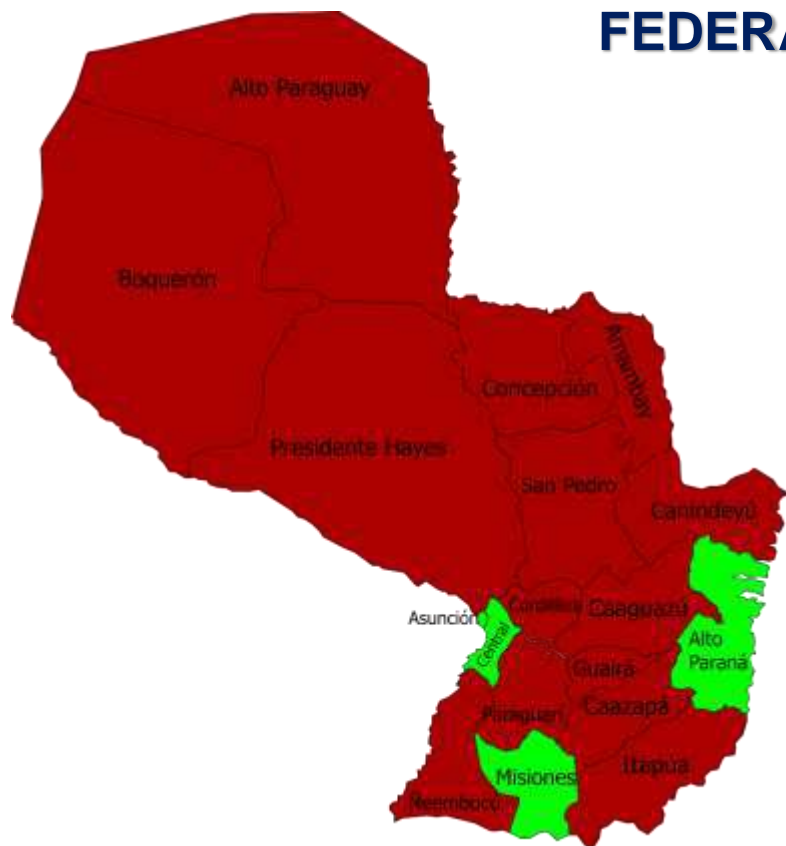 FEDERA
Alto Paraguay
Boquerón
Amambay
Concepción
Presidente Hayes
San Pedro
Canindeyú
Cordillera
Caaguazú
Asunción
Central
Alto
Paraná
Guairá
Caazapá
Paraguarí
Itapúa
Misiones
Ñeembucú